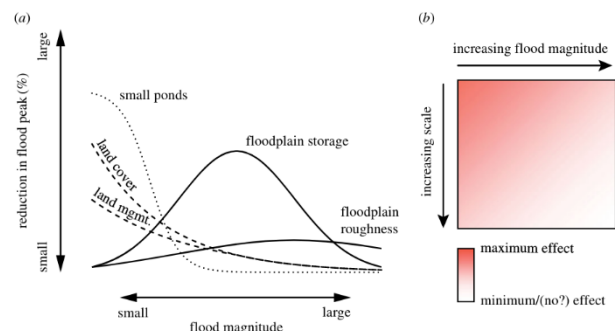 (a)
large
reduction in flood peak (%)
small
small ponds
land cover
land mgmt.
floodplain storage
floodplain
roughness
small
large
flood magnitude
(b)
increasing flood magnitude
increasing scale
maximum effect
minimum/(no?) effect